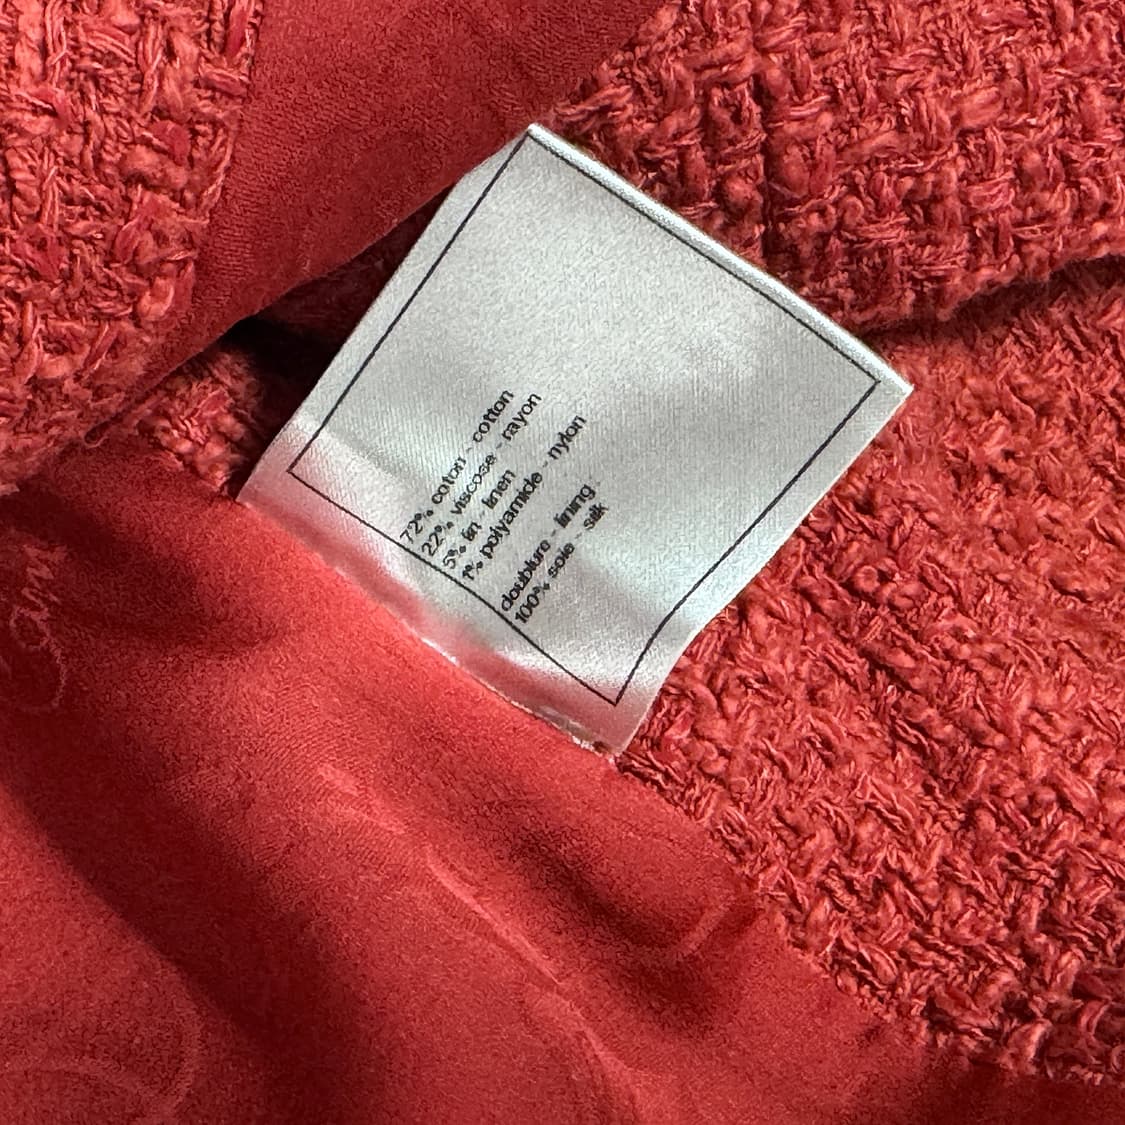 72% coton - cotton
22% viscose - rayon
5% lin - linen
1% polyamide - nylon
doublure - lining
100% soie - silk